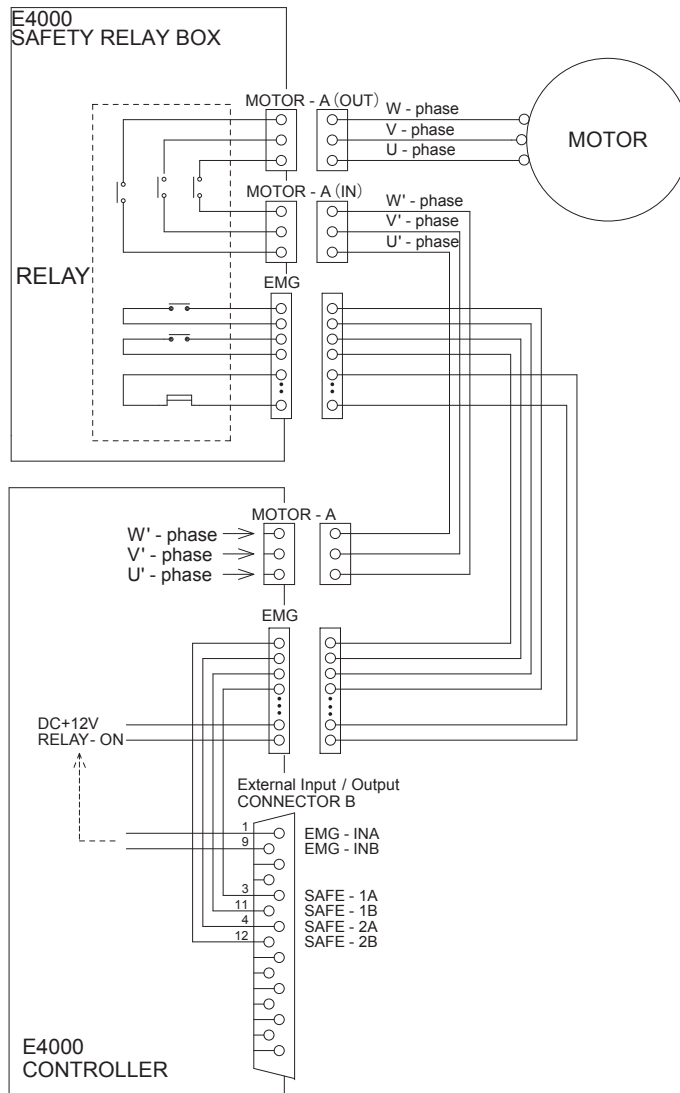 E4000
SAFETY RELAY BOX
MOTOR - A (OUT)
W - phase
V - phase
U - phase
MOTOR
MOTOR - A (IN)
W' - phase
V' - phase
U' - phase
RELAY
EMG
MOTOR - A
W' - phase
V' - phase
U' - phase
EMG
DC+12V
RELAY - ON
External Input / Output
CONNECTOR B
1
EMG - INA
9
EMG - INB
3
SAFE - 1A
11
SAFE - 1B
4
SAFE - 2A
12
SAFE - 2B
E4000
CONTROLLER